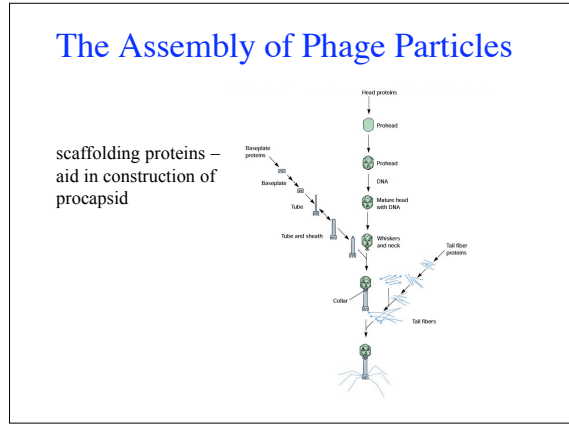 The Assembly of Phage Particles
scaffolding proteins –
aid in construction of
procapsid
Head proteins
Prohead
Prohead
DNA
Mature head
with DNA
Whiskers
and neck
Baseplate
proteins
Baseplate
Tube
Tube and sheath
Tail fiber
proteins
Collar
Tail fibers